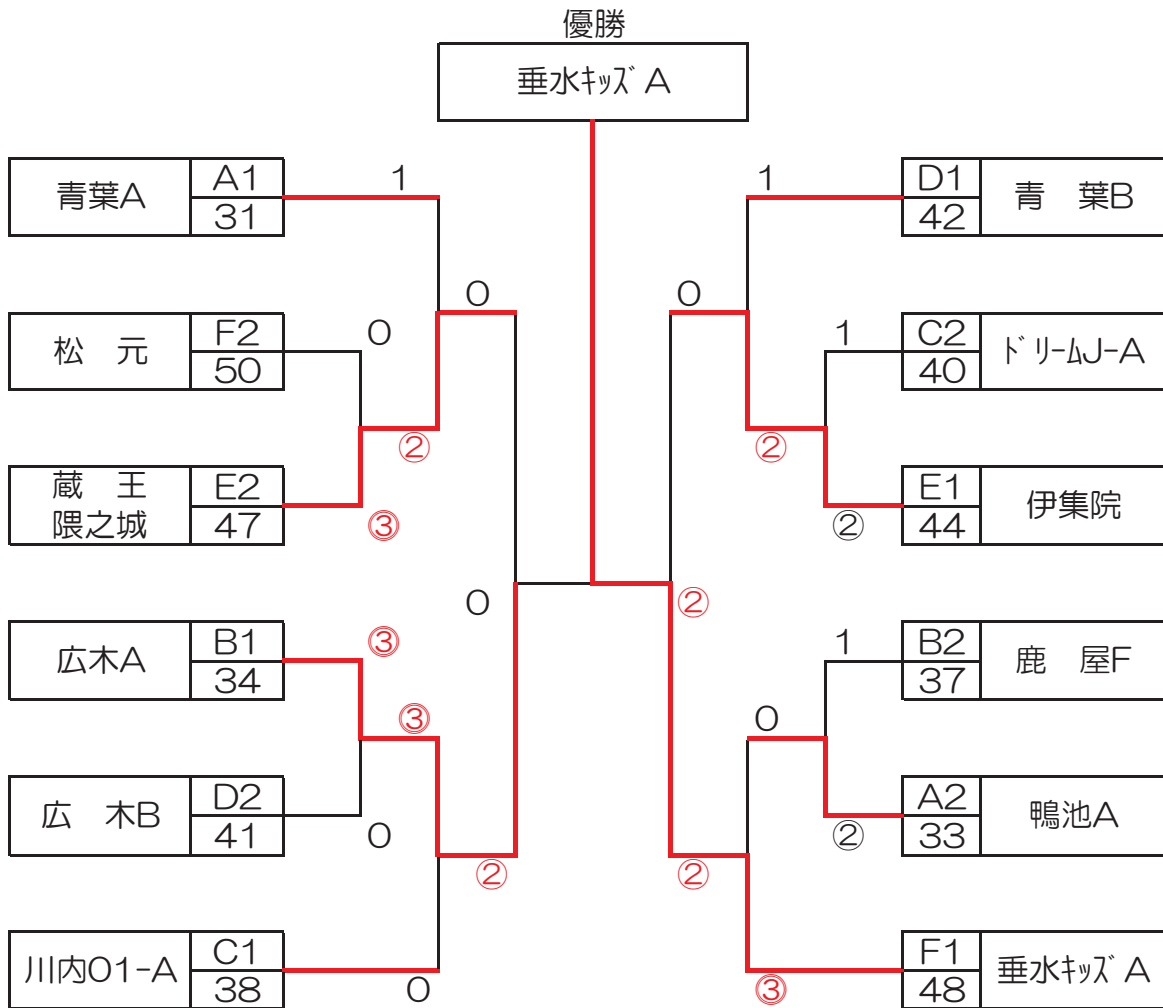 優勝
垂水ｷｯｽﾞA
青葉A
A1
31
1
1
D1
42
青　葉B
0
0
松　元
F2
50
0
1
C2
40
ﾄﾞﾘｰﾑJ-A
②
②
蔵　王
隈之城
E2
47
③
②
E1
44
伊集院
0
②
広木A
B1
34
③
1
B2
37
鹿　屋F
③
0
広　木B
D2
41
0
②
A2
33
鴨池A
②
②
川内01-A
C1
38
0
③
F1
48
垂水ｷｯｽﾞA